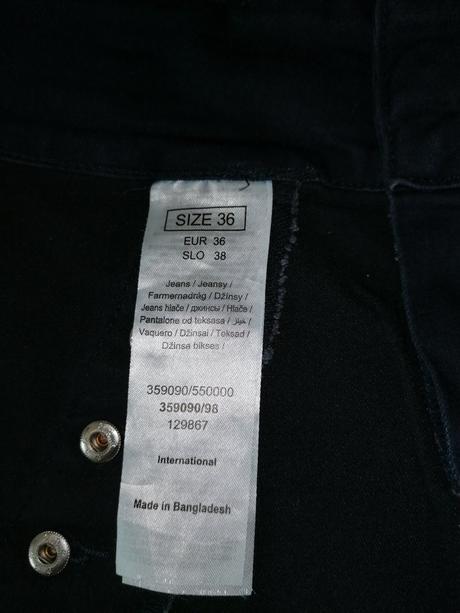 SIZE 36
EUR 36
SLO 38
Jeans / Jeansy /
Farmernadrág / Džínsy /
Jeans hlače / джинсы / Hlače /
Pantalone od teksasa / جينز /
Vaquero / Džinsai / Teksad /
Džinsa bikses /
359090/550000
359090/98
129867
International
Made in Bangladesh